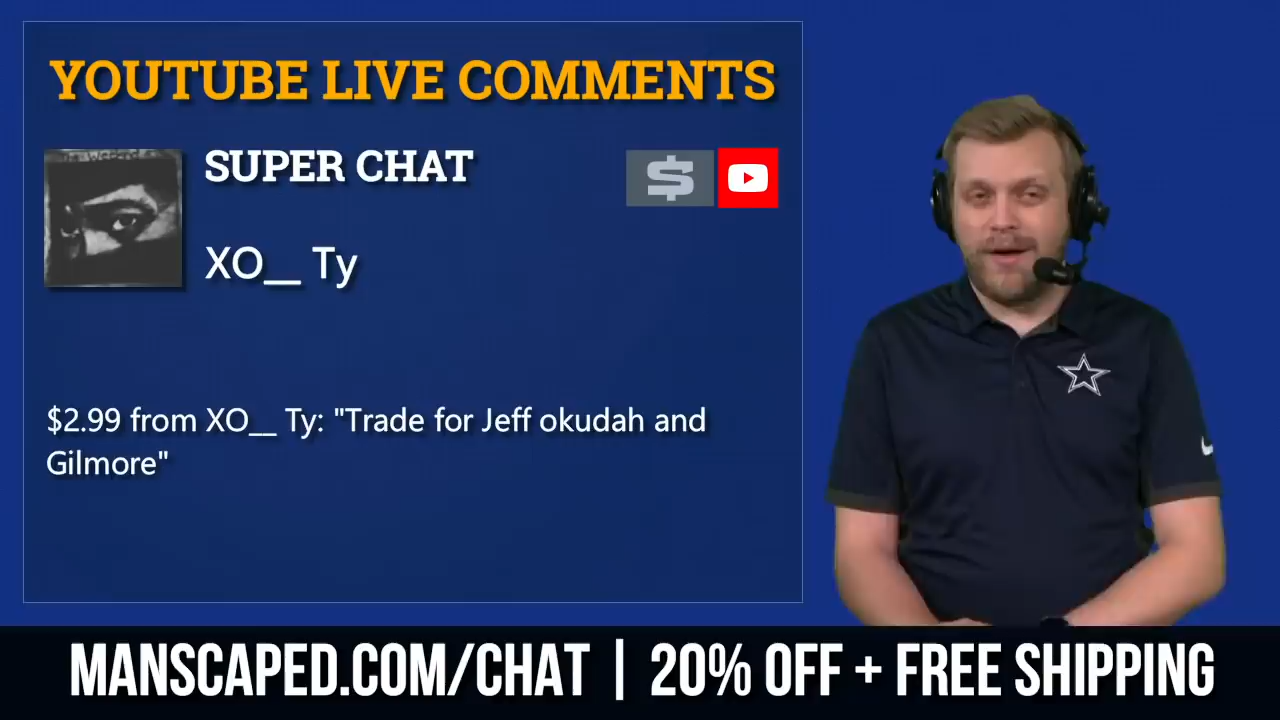 YOUTUBE LIVE COMMENTS
SUPER CHAT
XO__ Ty
$2.99 from XO__ Ty: "Trade for Jeff okudah and
Gilmore"
MANSCAPED.COM/CHAT | 20% OFF + FREE SHIPPING